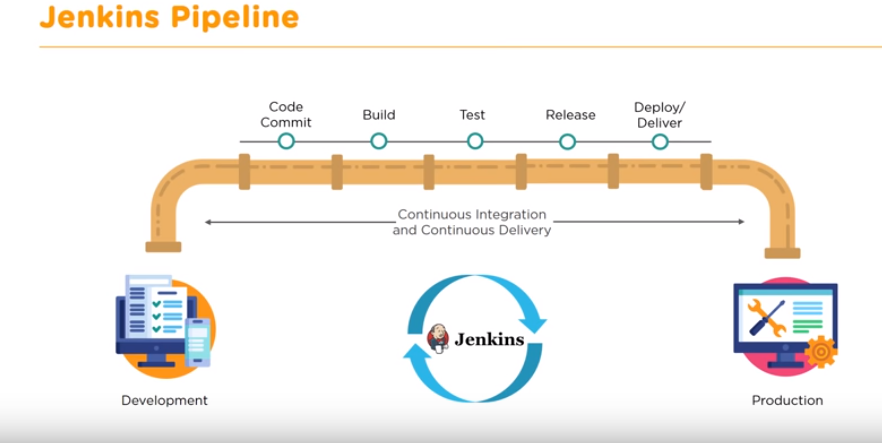 Jenkins Pipeline
Code
Commit
Build
Test
Release
Deploy/
Deliver
Continuous Integration
and Continuous Delivery
Jenkins
Development
Production